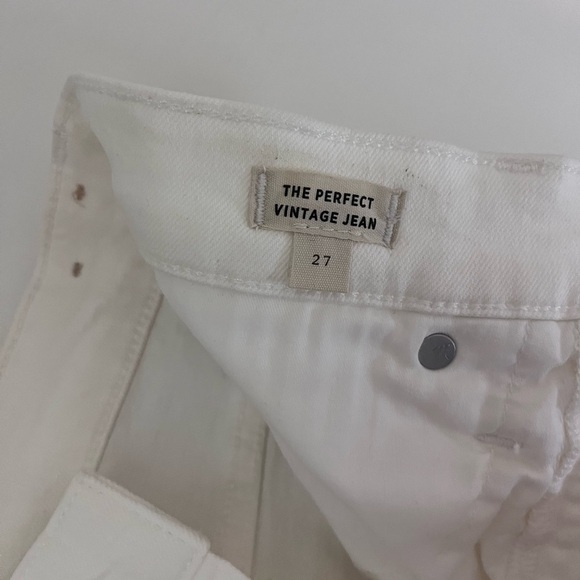 THE PERFECT
VINTAGE JEAN
27